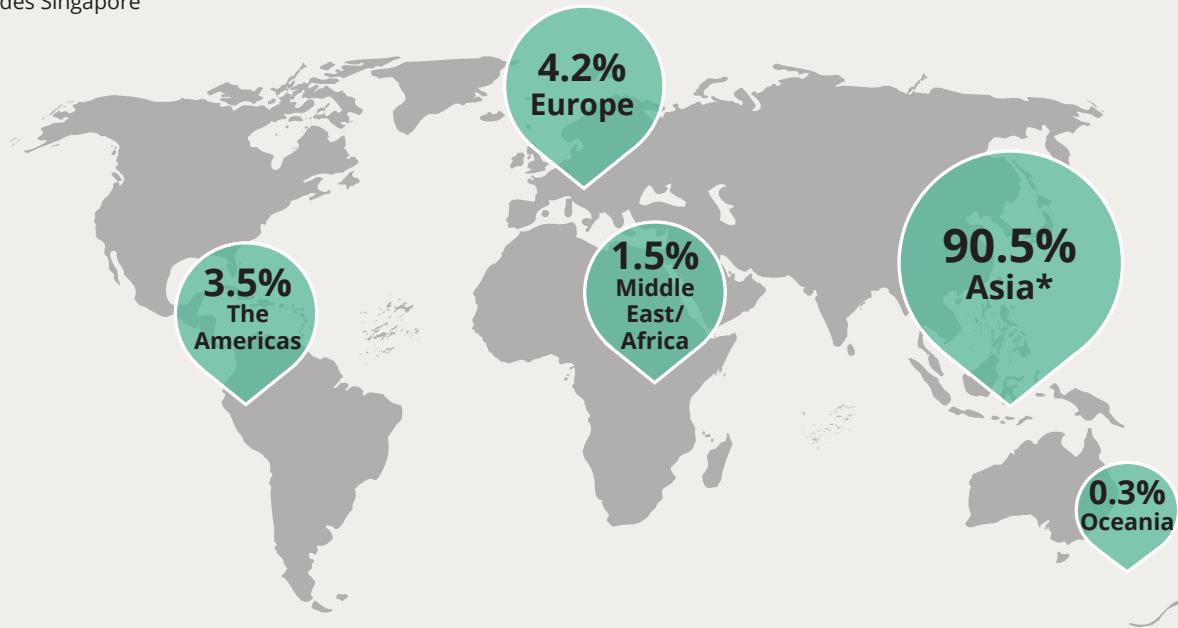 des Singapore
4.2%
Europe
3.5%
The
Americas
1.5%
Middle
East/
Africa
90.5%
Asia*
0.3%
Oceania